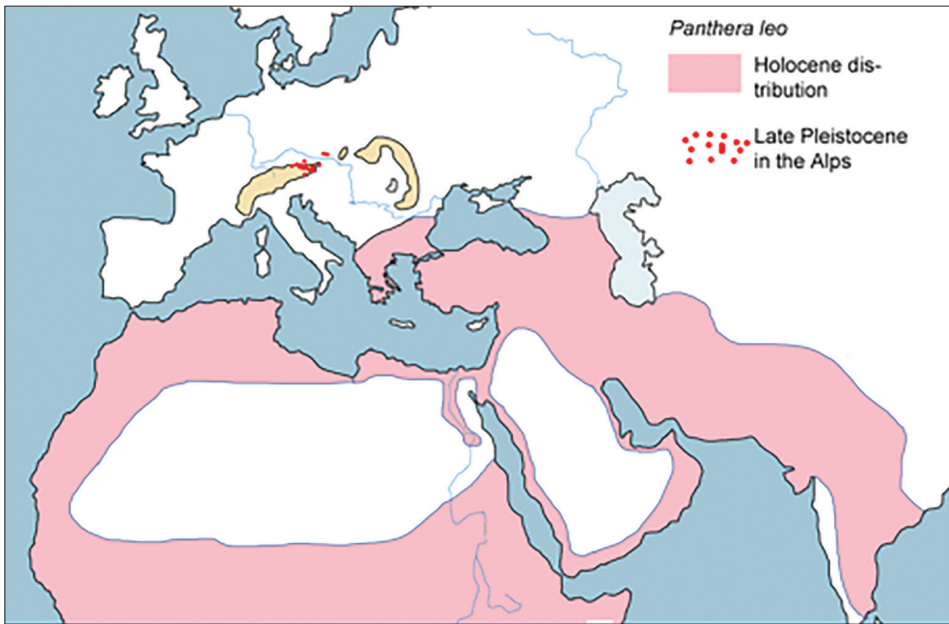 Panthera leo
Holocene dis-
tribution
Late Pleistocene
in the Alps